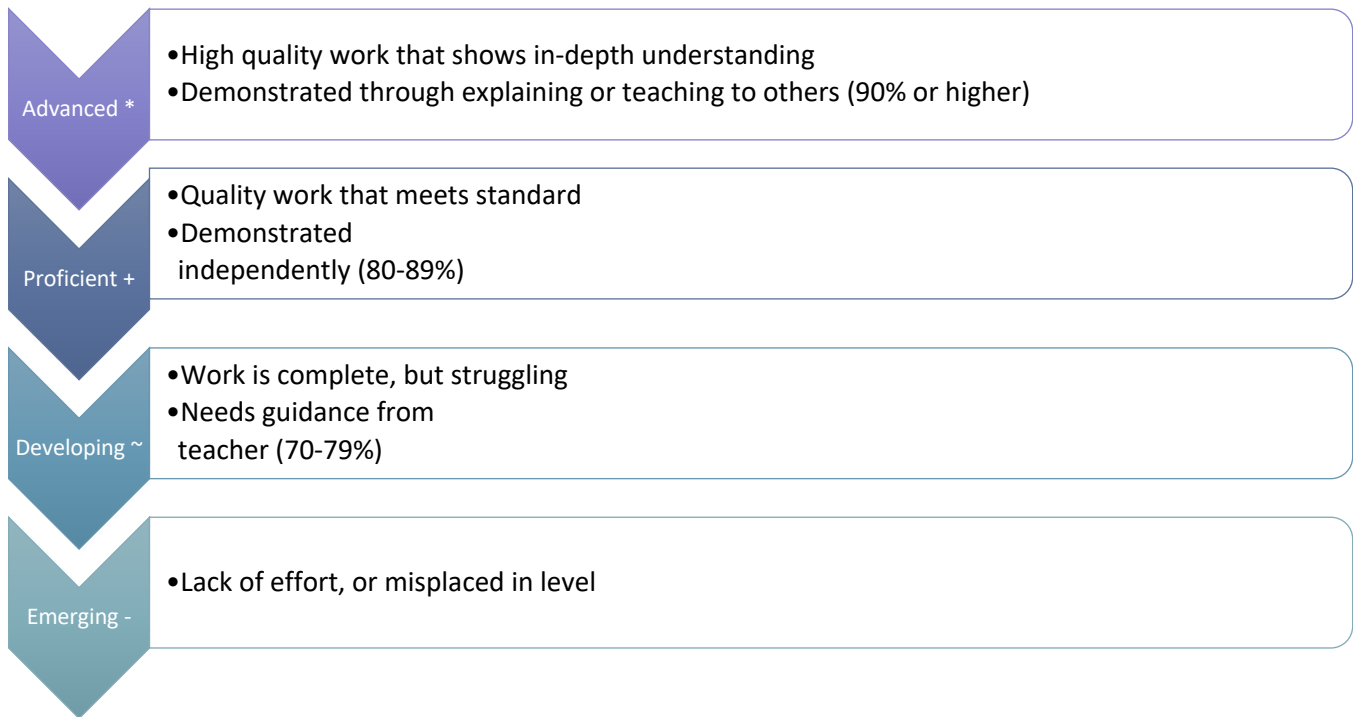 Advanced *
•High quality work that shows in-depth understanding
•Demonstrated through explaining or teaching to others (90% or higher)
Proficient +
•Quality work that meets standard
•Demonstrated
independently (80-89%)
Developing ~
•Work is complete, but struggling
•Needs guidance from
teacher (70-79%)
Emerging -
•Lack of effort, or misplaced in level